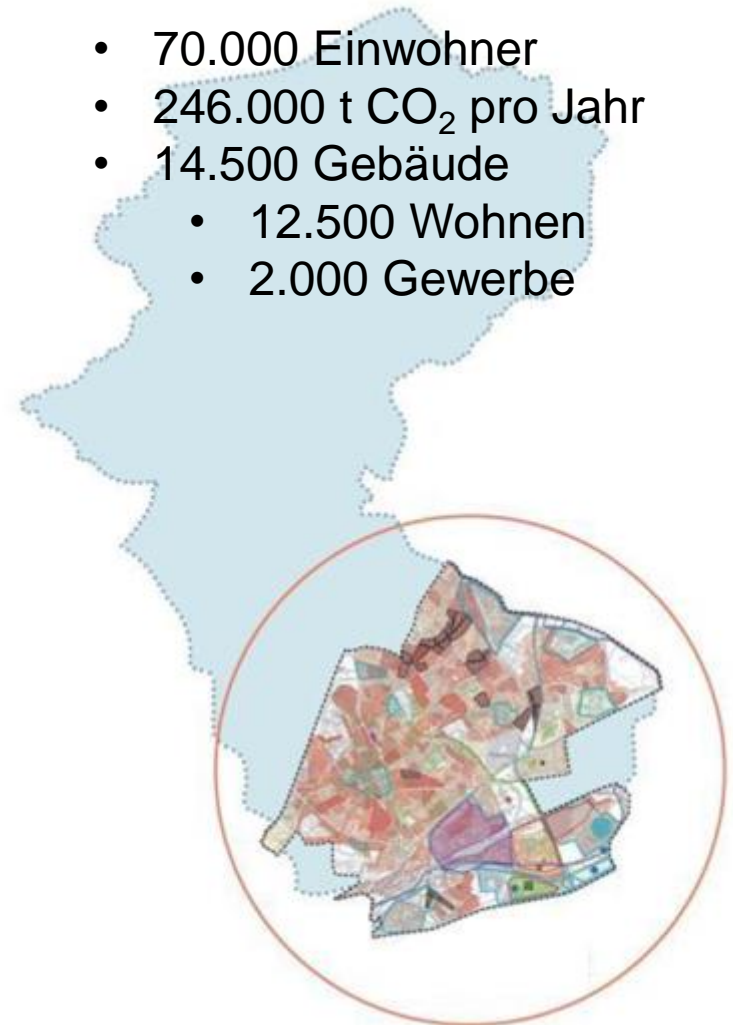 • 70.000 Einwohner
• 246.000 t CO₂ pro Jahr
• 14.500 Gebäude
• 12.500 Wohnen
• 2.000 Gewerbe